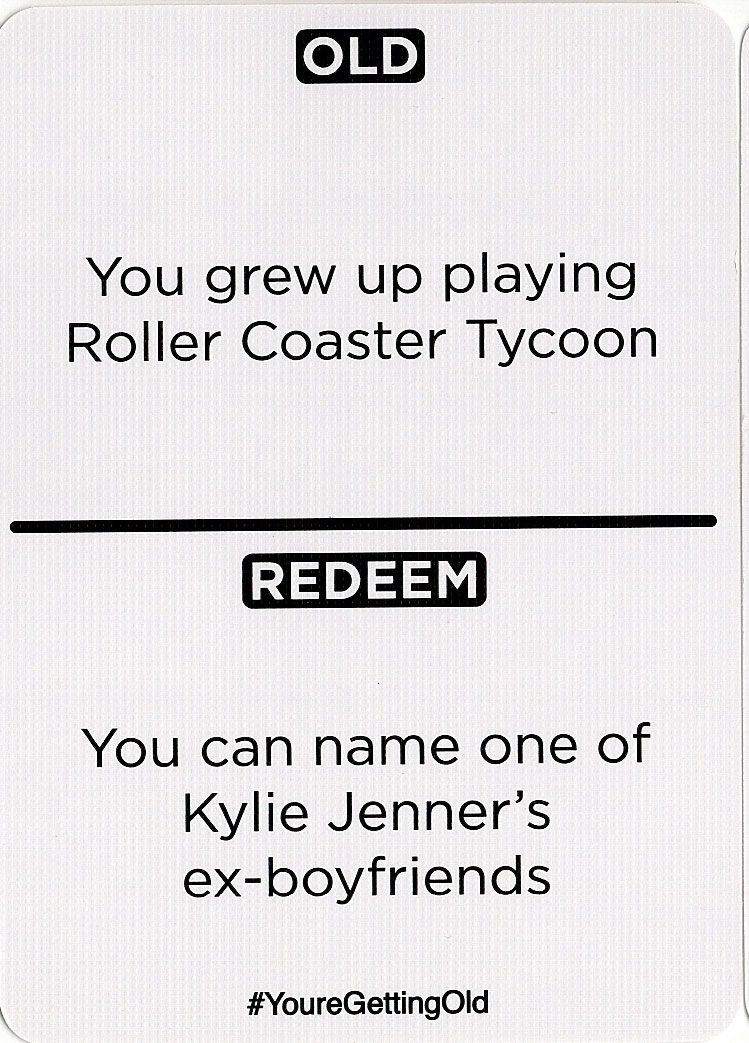 OLD
You grew up playing
Roller Coaster Tycoon
REDEEM
You can name one of
Kylie Jenner’s
ex-boyfriends
#YoureGettingOld